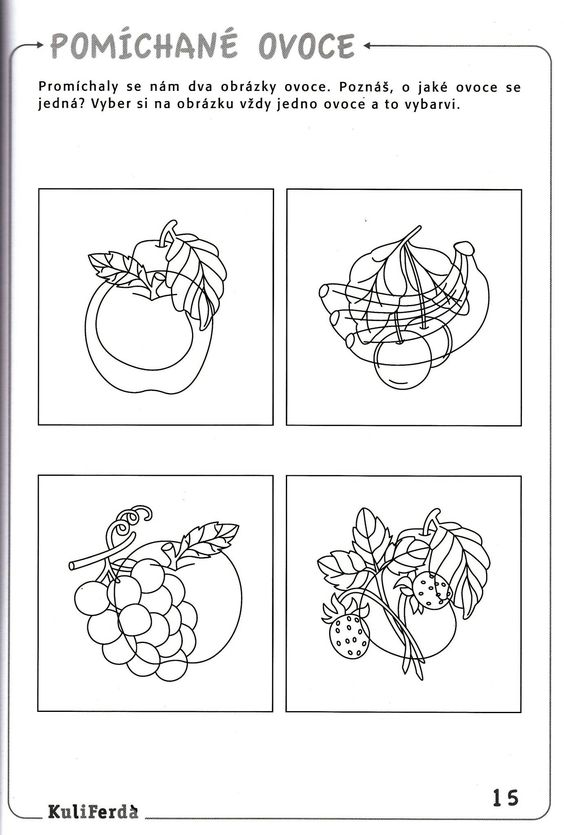 POMÍCHANÉ OVOCE
Promíchaly se nám dva obrázky ovoce. Poznáš, o jaké ovoce se
jedná? Vyber si na obrázku vždy jedno ovoce a to vybarvi.
15
KuliFerda